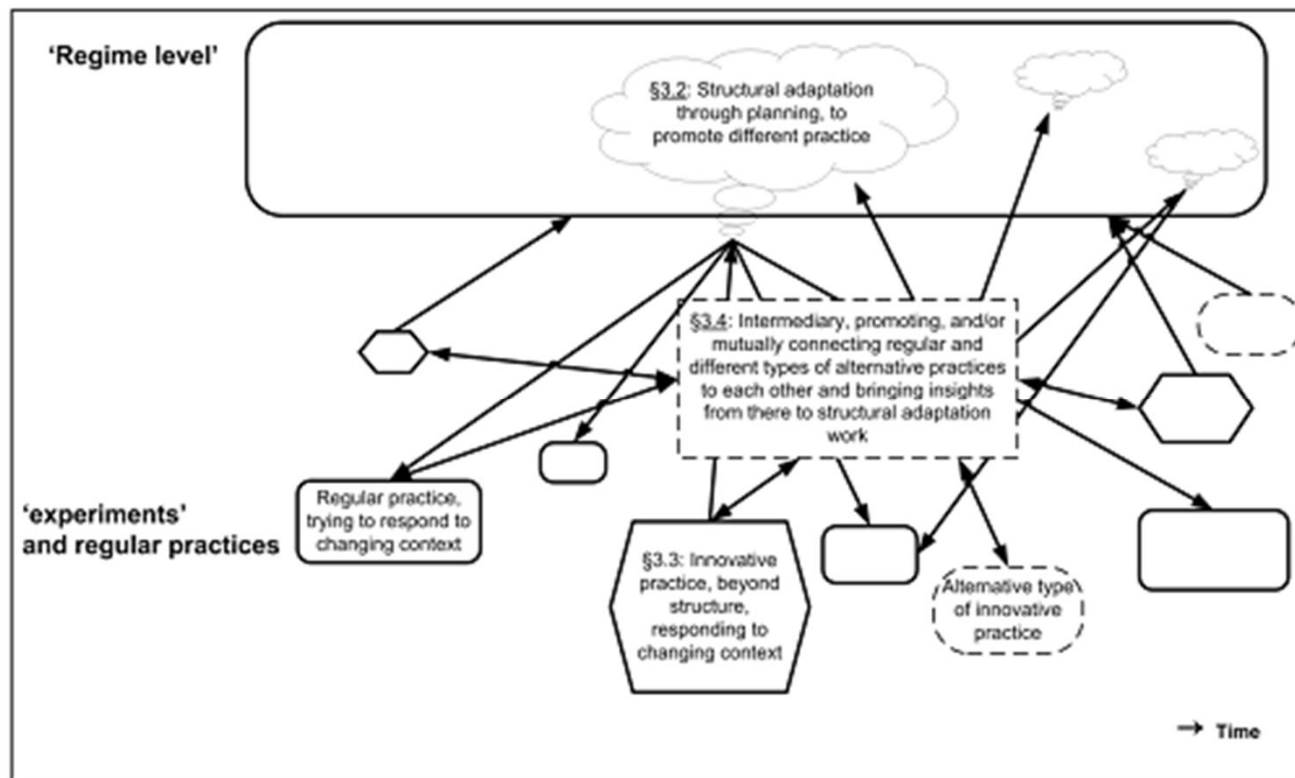 ‘Regime level’
§3.2: Structural adaptation
through planning, to
promote different practice
§3.4: Intermediary, promoting, and/or
mutually connecting regular and
different types of alternative practices
to each other and bringing insights
from there to structural adaptation
work
‘experiments’
and regular practices
Regular practice,
trying to respond to
changing context
§3.3: Innovative
practice, beyond
structure,
responding to
changing context
Alternative type
of innovative
practice
Time